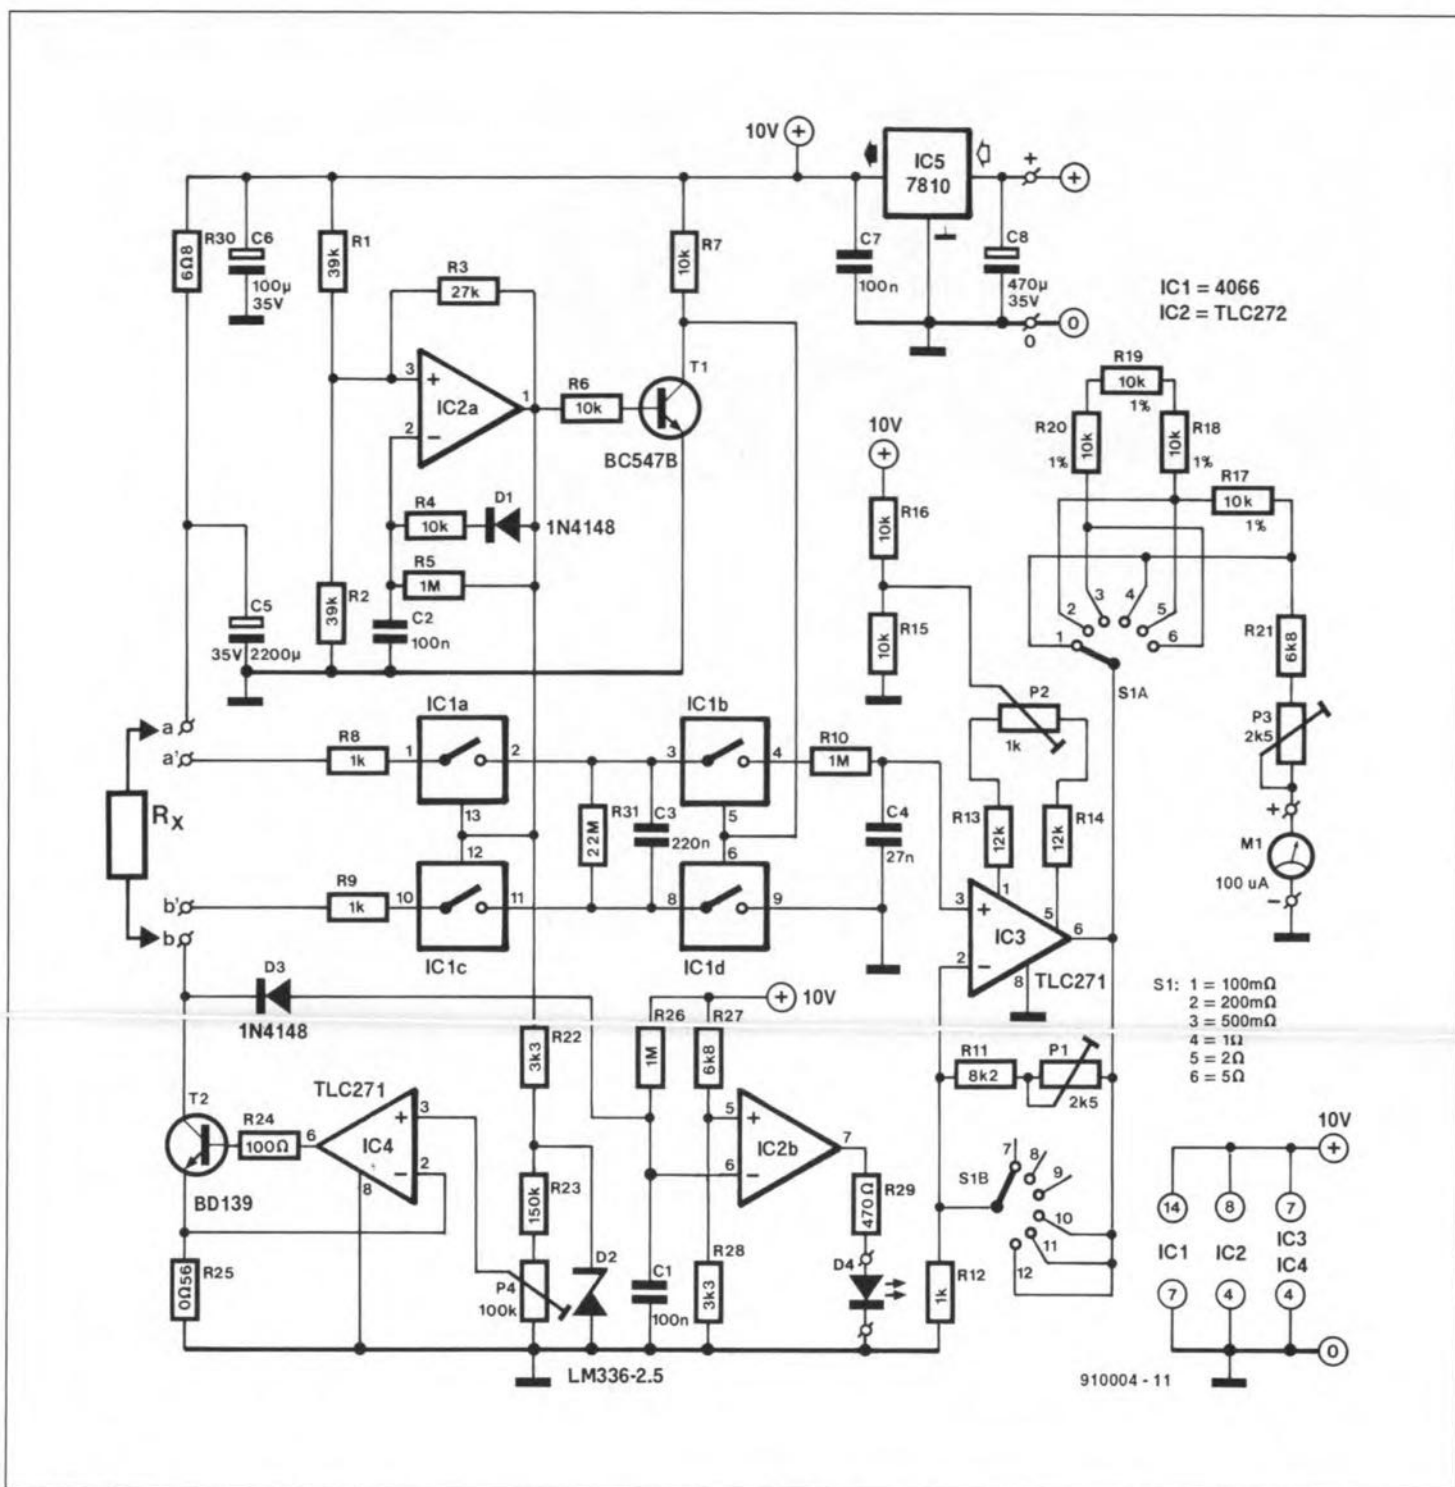 10V
+
IC5
7810
+
+
R30
6Ω8
C6
100µ
35V
R1
39k
R3
27k
R7
10k
C7
100n
C8
470µ
35V
0
0
IC1 = 4066
IC2 = TLC272
3
+
IC2a
1
2
−
R6
10k
T1
BC547B
R4
10k
D1
1N4148
R5
1M
R2
39k
C2
100n
C5
35V 2200µ
R19
10k
1%
R20
10k
1%
R18
10k
1%
R17
10k
1%
10V
+
R16
10k
R15
10k
1
2
3
4
5
6
S1A
R21
6k8
P3
2k5
+
M1
100 uA
−
P2
1k
R13
12k
R14
12k
a
a'
RX
b'
b
R8
1k
IC1a
1
2
13
R31
22M
C3
220n
IC1b
3
4
5
R10
1M
C4
27n
R9
1k
12
10
11
IC1c
6
8
9
IC1d
3
+
1
IC3
5
6
2
−
8
TLC271
D3
1N4148
R26
1M
R27
6k8
+
10V
S1: 1 = 100mΩ
2 = 200mΩ
3 = 500mΩ
4 = 1Ω
5 = 2Ω
6 = 5Ω
R22
3k3
R11
8k2
P1
2k5
T2
BD139
R24
100Ω
TLC271
6
IC4
+
3
−
2
8
R23
150k
P4
100k
D2
LM336-2.5
C1
100n
5
+
IC2b
7
6
−
R28
3k3
R29
470Ω
D4
S1B
7
8
9
10
11
12
R12
1k
R25
0Ω56
10V
+
14
8
7
IC1
IC2
IC3
IC4
7
4
4
0
910004 - 11